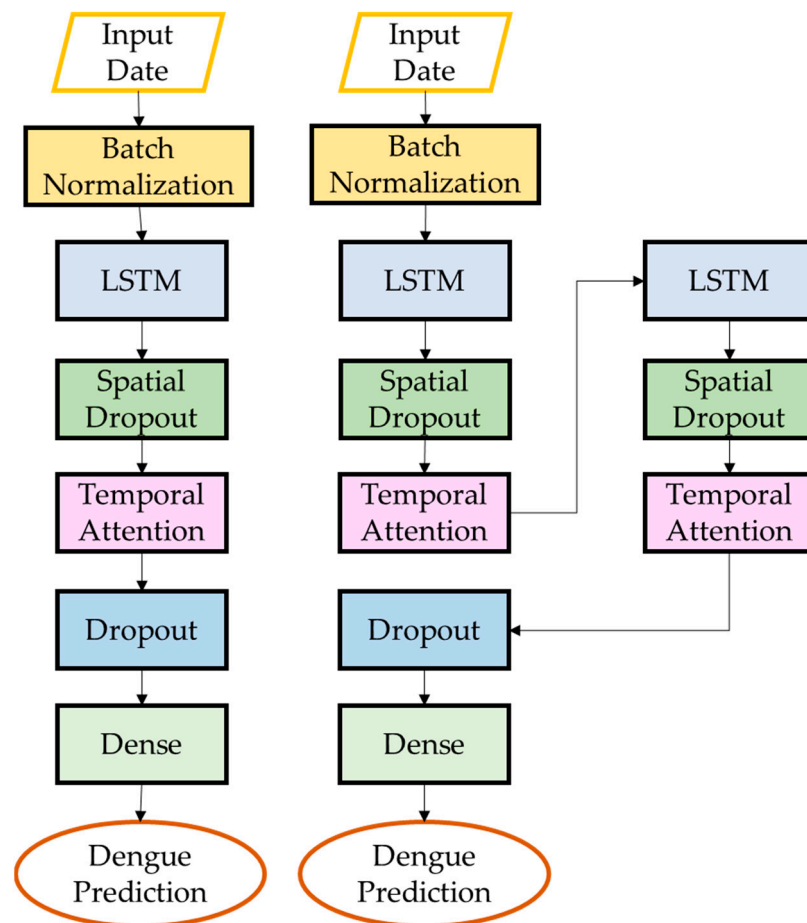 Input
Date
Batch
Normalization
LSTM
Spatial
Dropout
Temporal
Attention
Dropout
Dense
Dengue
Prediction
Input
Date
Batch
Normalization
LSTM
Spatial
Dropout
Temporal
Attention
LSTM
Spatial
Dropout
Temporal
Attention
Dropout
Dense
Dengue
Prediction